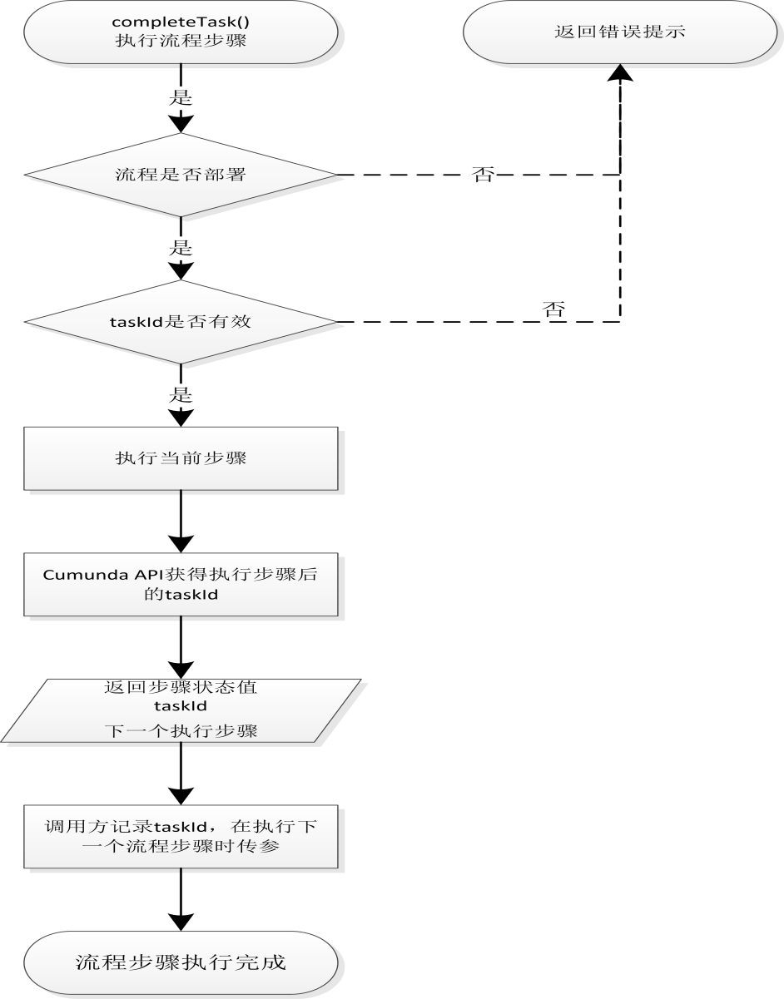 completeTask()
执行流程步骤
返回错误提示
是
流程是否部署
否
是
taskId是否有效
否
是
执行当前步骤
Cumunda API获得执行步骤后
的taskId
返回步骤状态值
taskId
下一个执行步骤
调用方记录taskId，在执行下
一个流程步骤时传参
流程步骤执行完成